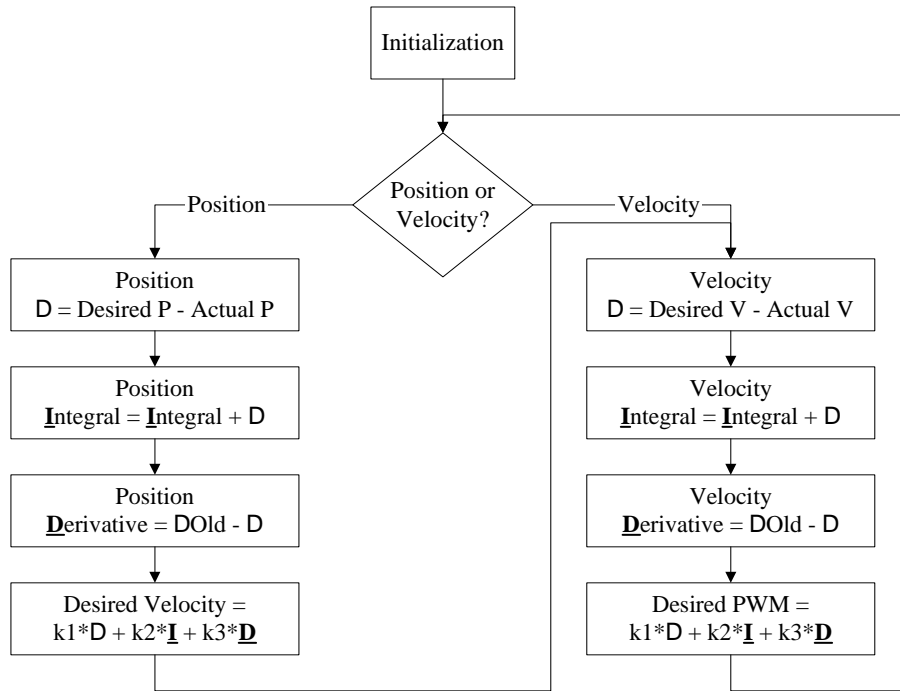 Initialization
Position or
Velocity?
Position
Velocity
Position
D = Desired P - Actual P
Position
Integral = Integral + D
Position
Derivative = DOld - D
Desired Velocity =
k1*D + k2*I + k3*D
Velocity
D = Desired V - Actual V
Velocity
Integral = Integral + D
Velocity
Derivative = DOld - D
Desired PWM =
k1*D + k2*I + k3*D